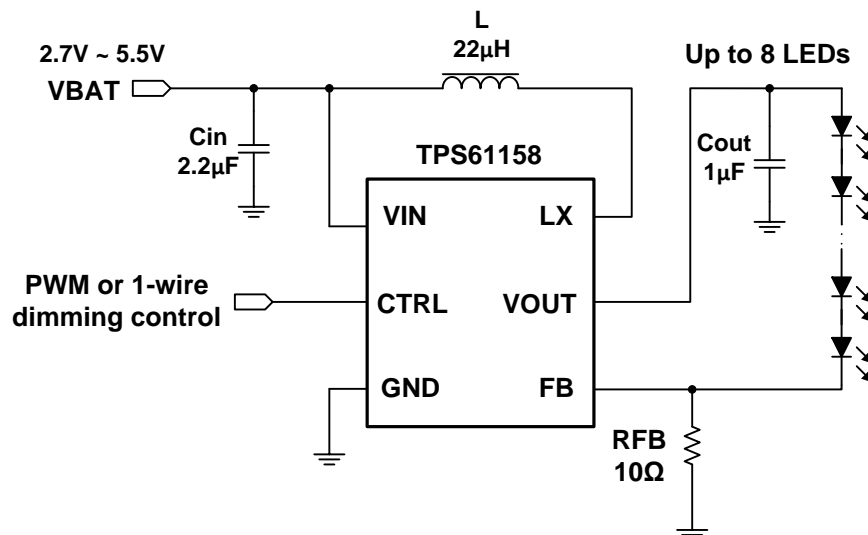 L
22µH
2.7V ~ 5.5V
VBAT
Up to 8 LEDs
Cin
2.2µF
TPS61158
Cout
1µF
VIN
LX
PWM or 1-wire
dimming control
CTRL
VOUT
GND
FB
RFB
10Ω